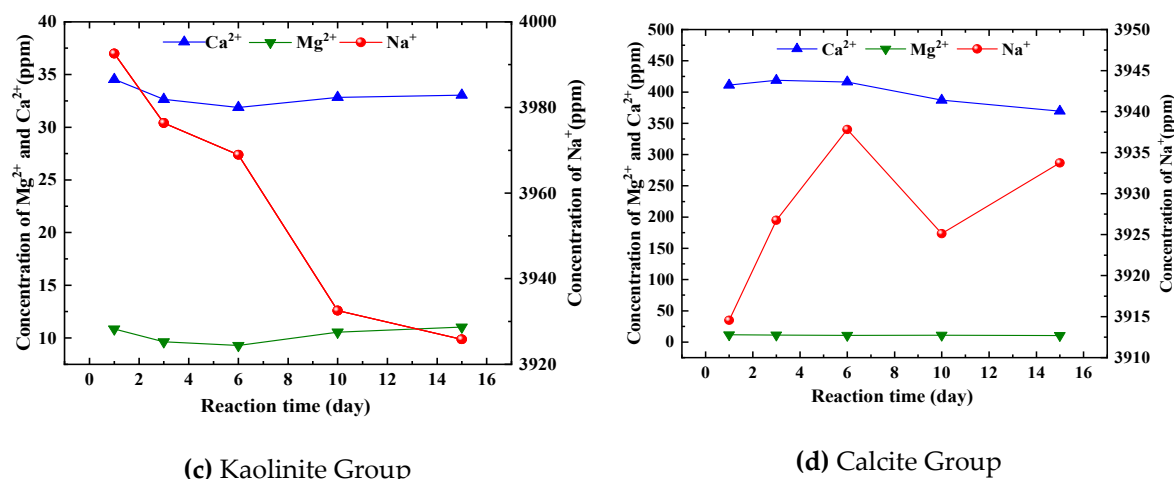 Ca²⁺ Mg²⁺ Na⁺
Concentration of Mg²⁺ and Ca²⁺(ppm)
40
35
30
25
20
15
10
4000
3980
3960
3940
3920
Concentration of Na⁺(ppm)
0 2 4 6 8 10 12 14 16
Reaction time (day)
(c) Kaolinite Group
Ca²⁺ Mg²⁺ Na⁺
Concentration of Mg²⁺ and Ca²⁺(ppm)
500
450
400
350
300
250
200
150
100
50
0
3950
3945
3940
3935
3930
3925
3920
3915
3910
Concentration of Na⁺(ppm)
0 2 4 6 8 10 12 14 16
Reaction time (day)
(d) Calcite Group